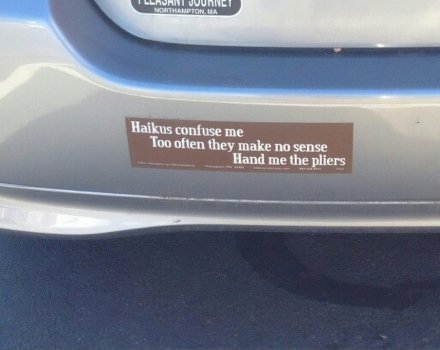 PLEASANT JOURNEY
NORTHAMPTON, MA
Haikus confuse me
Too often they make no sense
Hand me the pliers